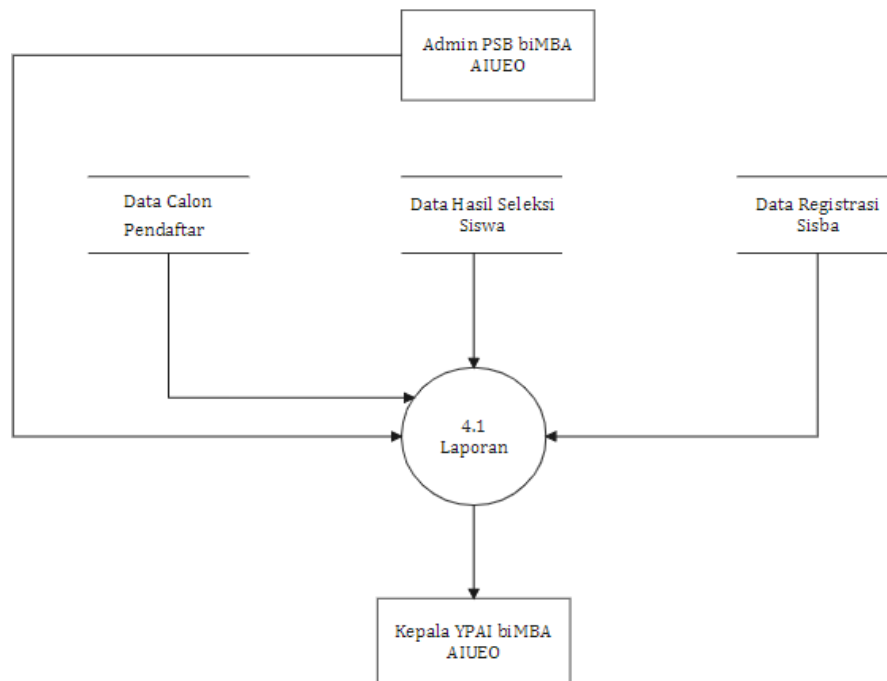 Admin PSB biMBA
AIUEO
Data Calon
Pendaftar
Data Hasil Seleksi
Siswa
Data Registrasi
Sisba
4.1
Laporan
Kepala YPAI biMBA
AIUEO